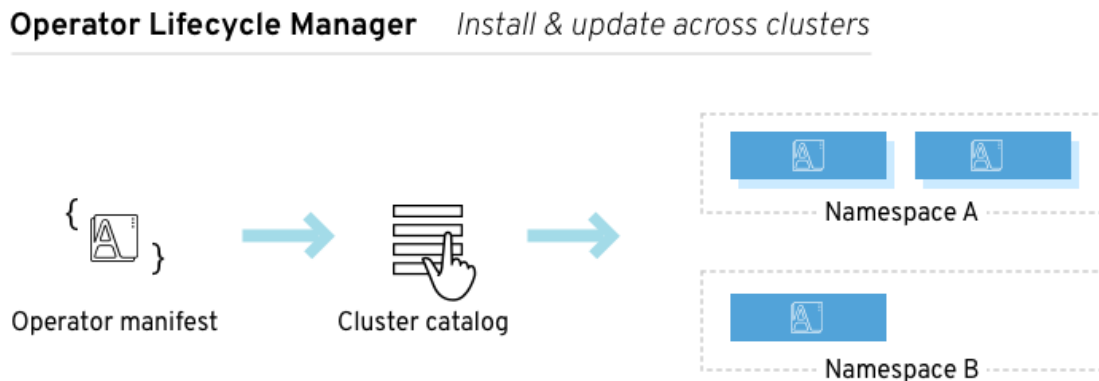 Operator Lifecycle Manager Install & update across clusters
{
}
Operator manifest
Cluster catalog
Namespace A
Namespace B